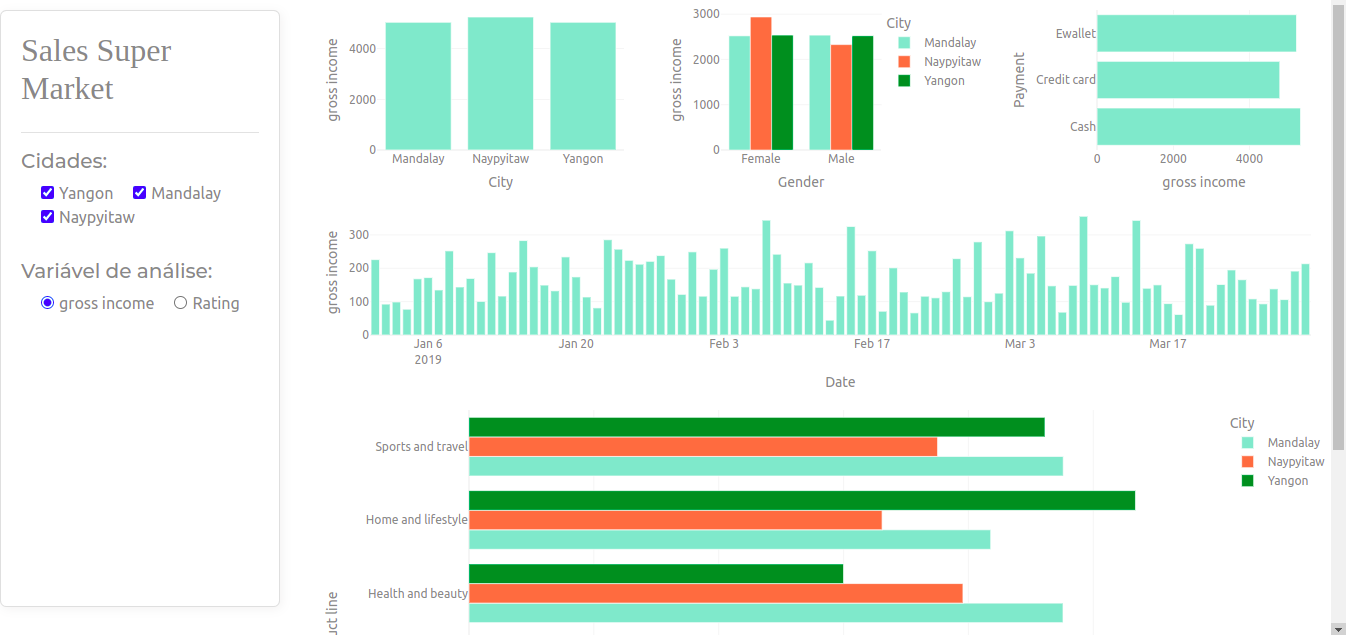 Sales Super
Market
Cidades:
Yangon Mandalay
Naypyitaw
Variável de análise:
gross income Rating
gross income
4000
2000
0
Mandalay Naypyitaw Yangon
City
gross income
3000
2000
1000
0
Female Male
Gender
City
Mandalay
Naypyitaw
Yangon
Payment
Ewallet
Credit card
Cash
0 2000 4000
gross income
gross income
300
200
100
0
Jan 6 Jan 20 Feb 3 Feb 17 Mar 3 Mar 17
2019
Date
Sports and travel
Home and lifestyle
Health and beauty
uct line
City
Mandalay
Naypyitaw
Yangon